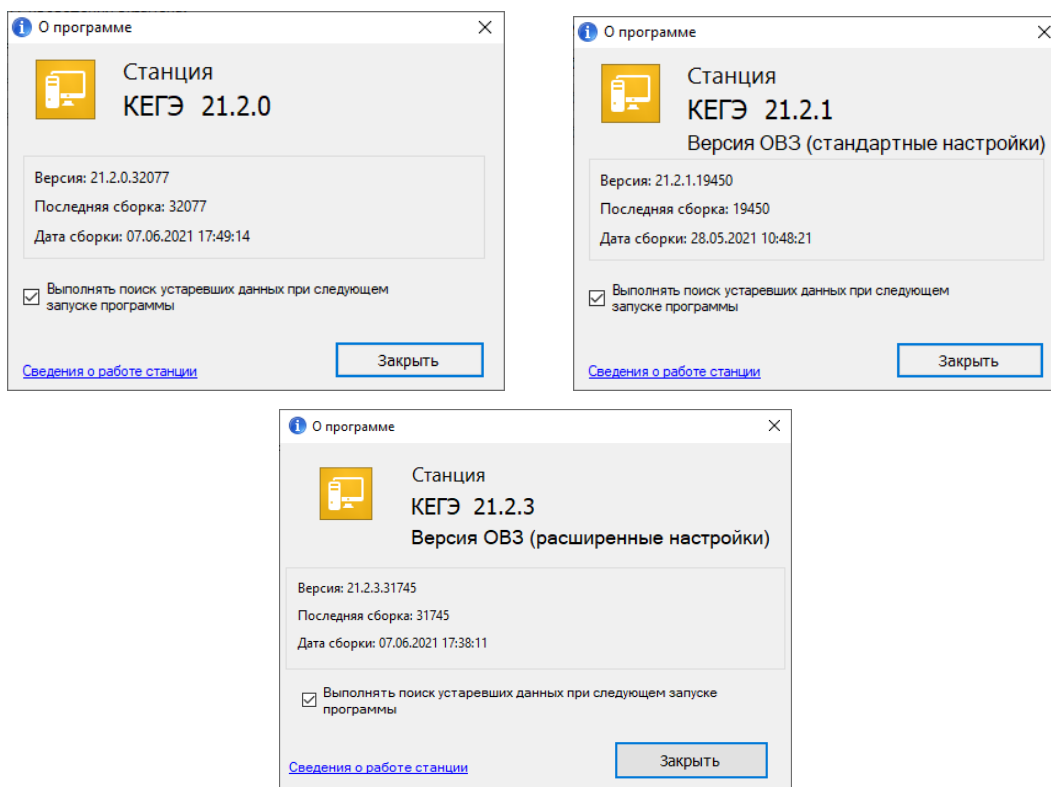 О программе
Станция
КЕГЭ 21.2.0
Версия: 21.2.0.32077
Последняя сборка: 32077
Дата сборки: 07.06.2021 17:49:14
Выполнять поиск устаревших данных при следующем
запуске программы
Сведения о работе станции
Закрыть
О программе
Станция
КЕГЭ 21.2.1
Версия ОВЗ (стандартные настройки)
Версия: 21.2.1.19450
Последняя сборка: 19450
Дата сборки: 28.05.2021 10:48:21
Выполнять поиск устаревших данных при следующем
запуске программы
Сведения о работе станции
Закрыть
О программе
Станция
КЕГЭ 21.2.3
Версия ОВЗ (расширенные настройки)
Версия: 21.2.3.31745
Последняя сборка: 31745
Дата сборки: 07.06.2021 17:38:11
Выполнять поиск устаревших данных при следующем запуске
программы
Сведения о работе станции
Закрыть